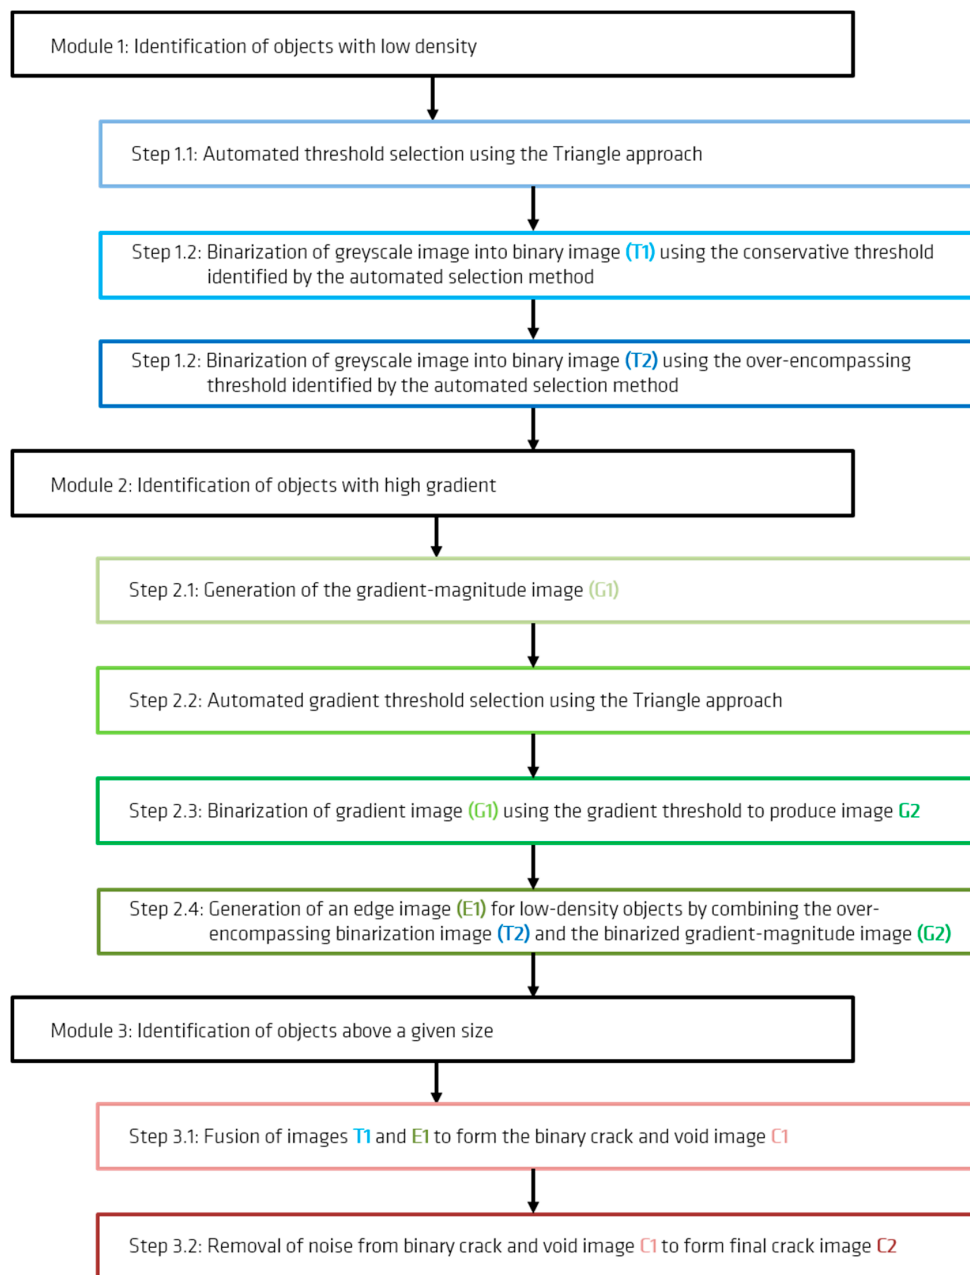 Module 1: Identification of objects with low density
Step 1.1: Automated threshold selection using the Triangle approach
Step 1.2: Binarization of greyscale image into binary image (T1) using the conservative threshold
identified by the automated selection method
Step 1.2: Binarization of greyscale image into binary image (T2) using the over-encompassing
threshold identified by the automated selection method
Module 2: Identification of objects with high gradient
Step 2.1: Generation of the gradient-magnitude image (G1)
Step 2.2: Automated gradient threshold selection using the Triangle approach
Step 2.3: Binarization of gradient image (G1) using the gradient threshold to produce image G2
Step 2.4: Generation of an edge image (E1) for low-density objects by combining the over-
encompassing binarization image (T2) and the binarized gradient-magnitude image (G2)
Module 3: Identification of objects above a given size
Step 3.1: Fusion of images T1 and E1 to form the binary crack and void image C1
Step 3.2: Removal of noise from binary crack and void image C1 to form final crack image C2